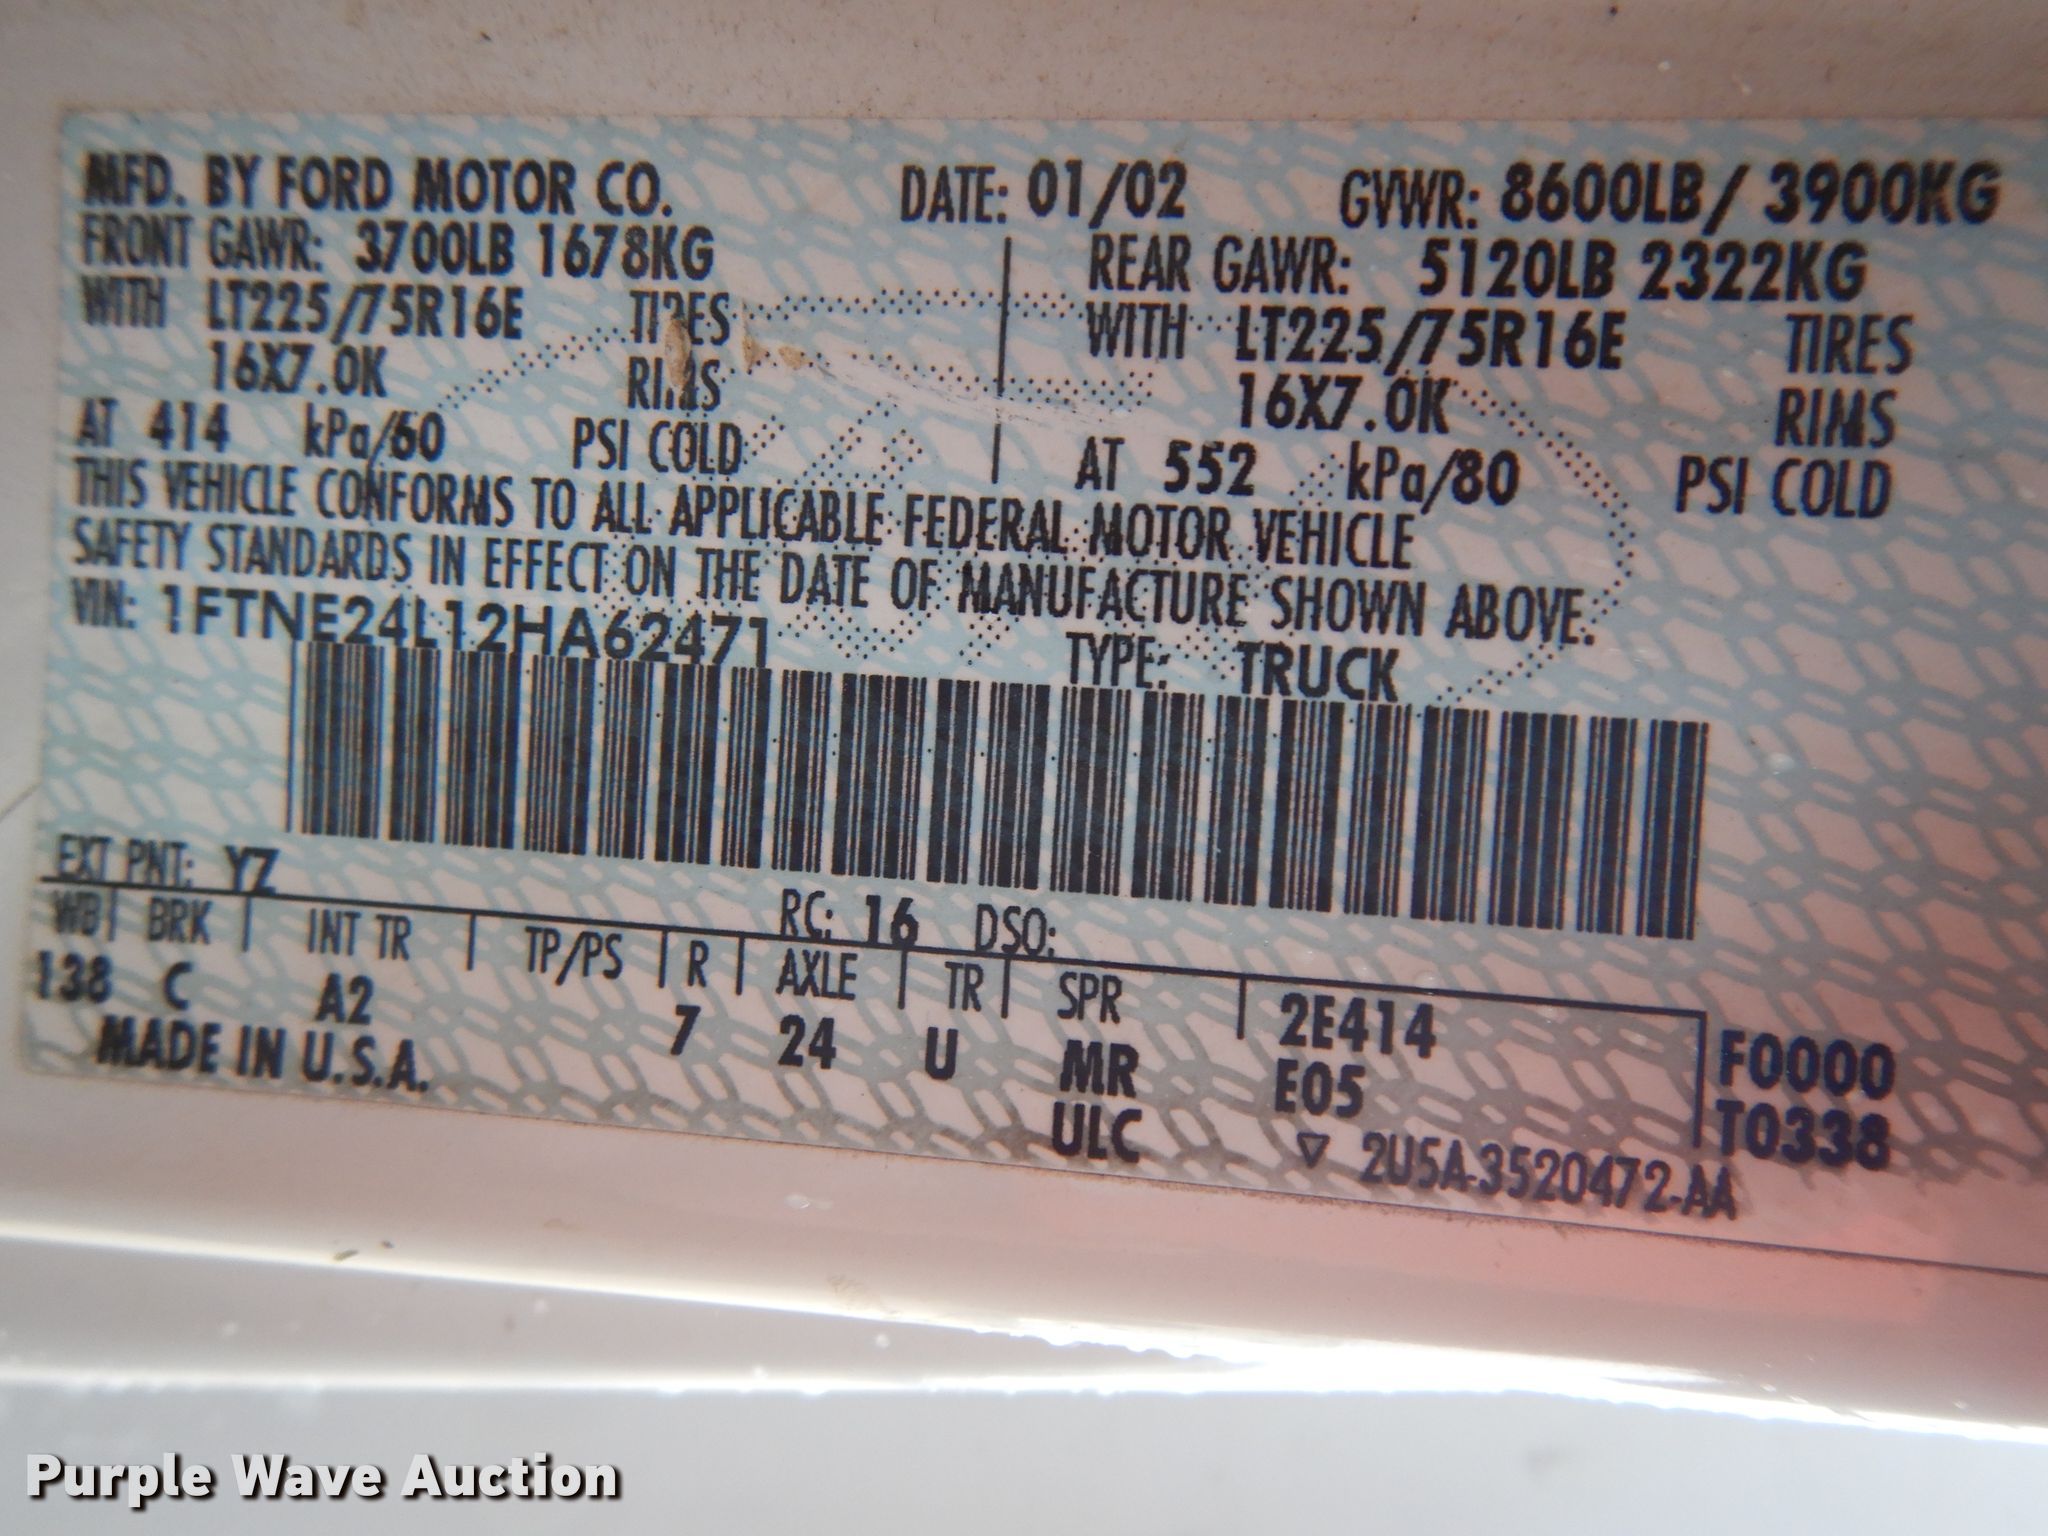 MFD. BY FORD MOTOR CO. DATE: 01/02 GVWR: 8600LB/ 3900KG
FRONT GAWR: 3700LB 1678KG REAR GAWR: 5120LB 2322KG
WITH LT225/75R16E TIRES WITH LT225/75R16E TIRES
16X7.0K RIMS 16X7.0K RIMS
AT 414 kPa/60 PSI COLD AT 552 kPa/80 PSI COLD
THIS VEHICLE CONFORMS TO ALL APPLICABLE FEDERAL MOTOR VEHICLE
SAFETY STANDARDS IN EFFECT ON THE DATE OF MANUFACTURE SHOWN ABOVE.
VIN: 1FTNE24L12HA62471 TYPE: TRUCK
EXT PNT: YZ RC: 16 DSO:
WB BRK INT TR TP/PS R AXLE TR SPR 2E414
138 C A2 7 24 U MR E05 F0000
MADE IN U.S.A. ULC T0338
▽ 2U5A-3520472-AA
Purple Wave Auction